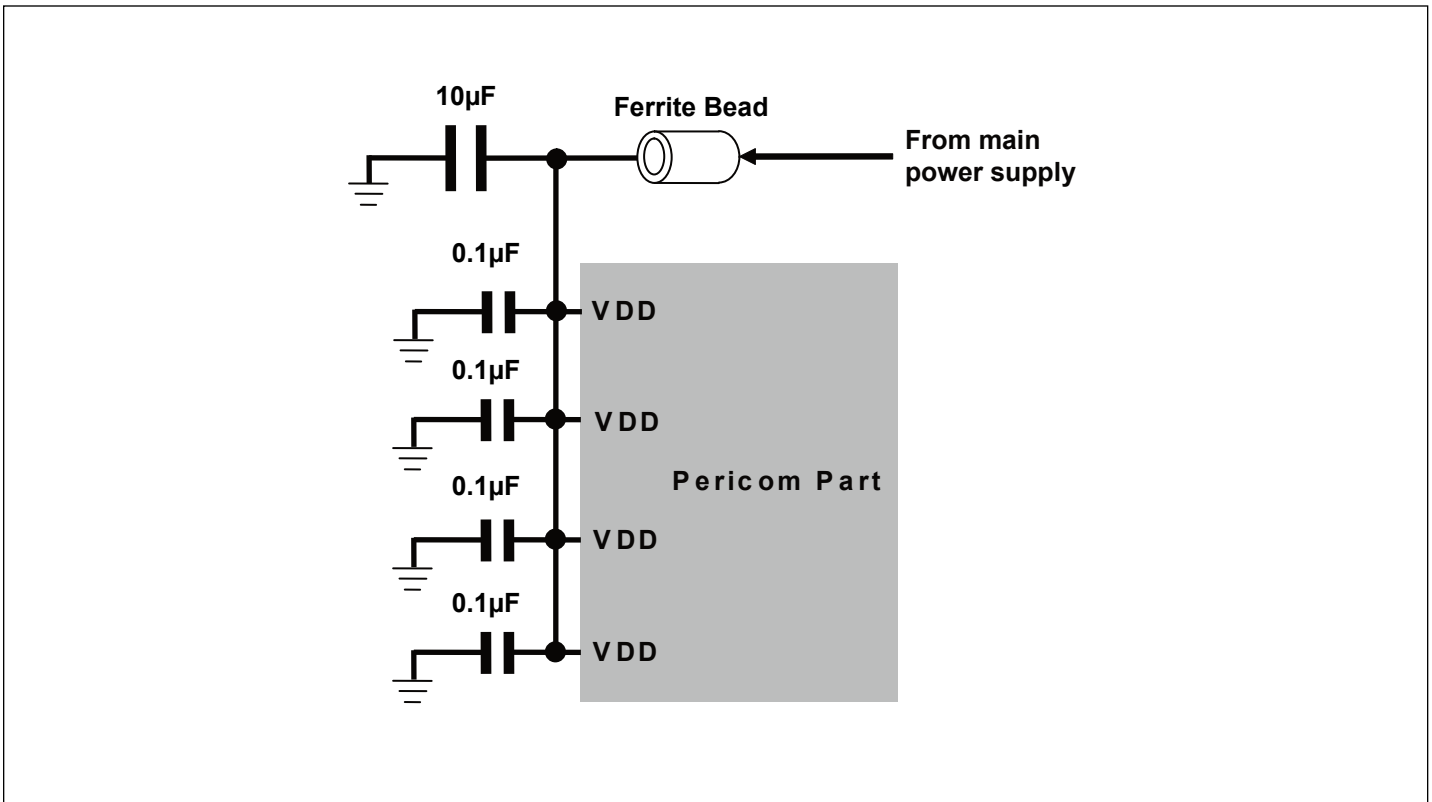 10µF
Ferrite Bead
From main
power supply
0.1µF
VDD
0.1µF
VDD
Pericom Part
0.1µF
VDD
0.1µF
VDD